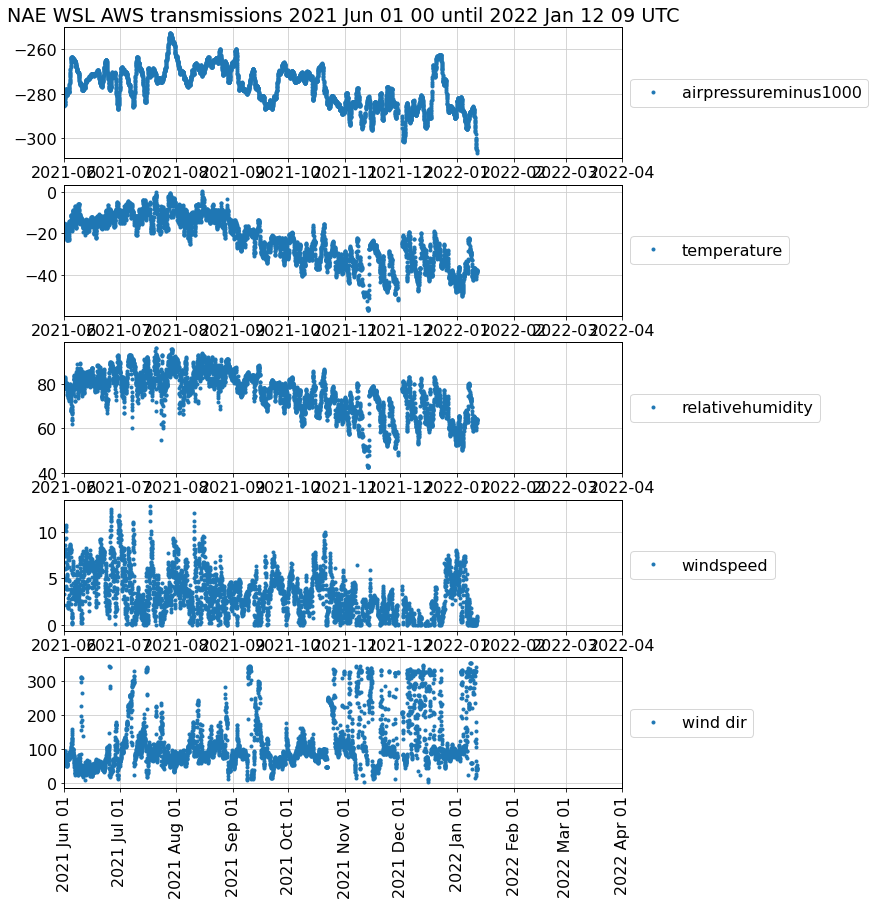 NAE WSL AWS transmissions 2021 Jun 01 00 until 2022 Jan 12 09 UTC
−260
−280
−300
airpressureminus1000
2021-06 2021-07 2021-08 2021-09 2021-10 2021-11 2021-12 2022-01 2022-02 2022-03 2022-04
0
−20
−40
temperature
2021-06 2021-07 2021-08 2021-09 2021-10 2021-11 2021-12 2022-01 2022-02 2022-03 2022-04
80
60
40
relativehumidity
2021-06 2021-07 2021-08 2021-09 2021-10 2021-11 2021-12 2022-01 2022-02 2022-03 2022-04
10
5
0
windspeed
2021-06 2021-07 2021-08 2021-09 2021-10 2021-11 2021-12 2022-01 2022-02 2022-03 2022-04
300
200
100
0
wind dir
2021 Jun 01
2021 Jul 01
2021 Aug 01
2021 Sep 01
2021 Oct 01
2021 Nov 01
2021 Dec 01
2022 Jan 01
2022 Feb 01
2022 Mar 01
2022 Apr 01